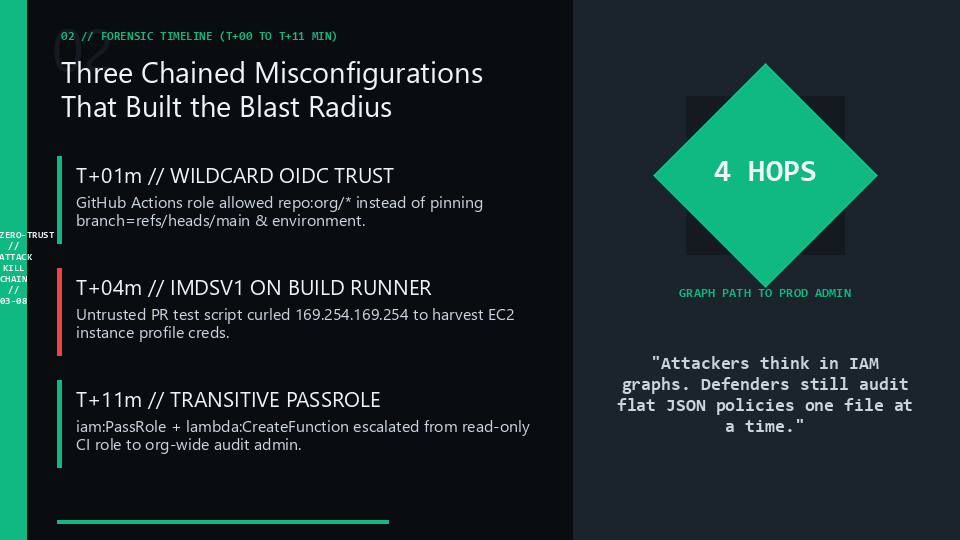 02
02 // FORENSIC TIMELINE (T+00 TO T+11 MIN)
Three Chained Misconfigurations
That Built the Blast Radius
T+01m // WILDCARD OIDC TRUST
GitHub Actions role allowed repo:org/* instead of pinning
branch=refs/heads/main & environment.
T+04m // IMDSV1 ON BUILD RUNNER
Untrusted PR test script curled 169.254.169.254 to harvest EC2
instance profile creds.
T+11m // TRANSITIVE PASSROLE
iam:PassRole + lambda:CreateFunction escalated from read-only
CI role to org-wide audit admin.
ZERO-TRUST
//
ATTACK
KILL
CHAIN
//
03-08
4 HOPS
GRAPH PATH TO PROD ADMIN
"Attackers think in IAM
graphs. Defenders still audit
flat JSON policies one file at
a time."